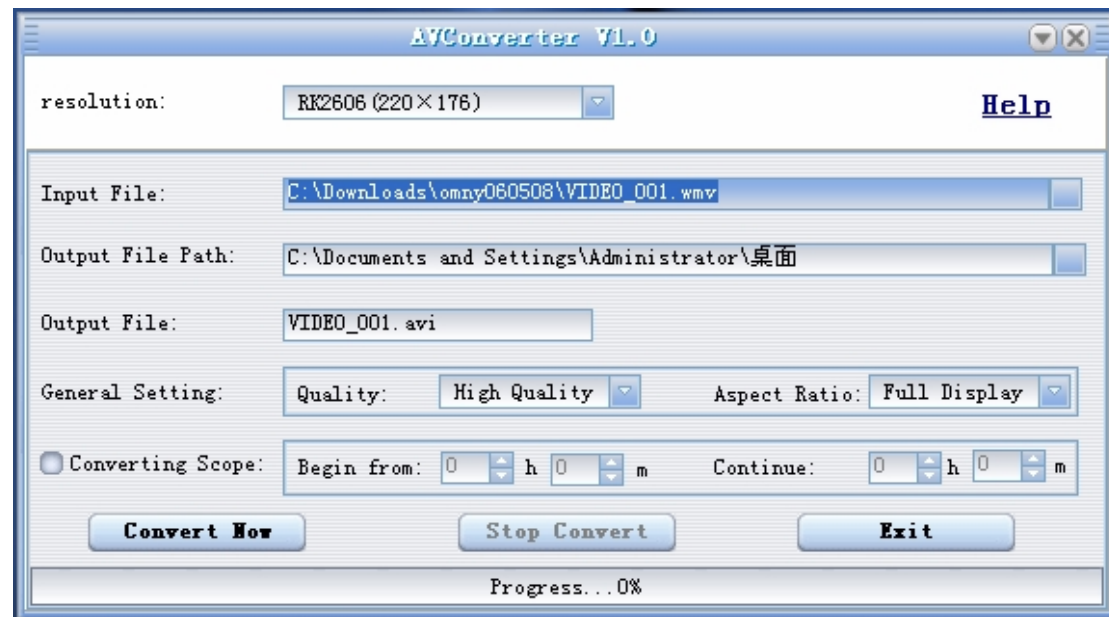 AVConverter V1.0
resolution: RK2606(220×176) Help
Input File: C:\Downloads\omny060508\VIDEO_001.wmv
Output File Path: C:\Documents and Settings\Administrator\桌面
Output File: VIDEO_001.avi
General Setting: Quality: High Quality Aspect Ratio: Full Display
Converting Scope: Begin from: 0 h 0 m Continue: 0 h 0 m
Convert Now Stop Convert Exit
Progress...0%